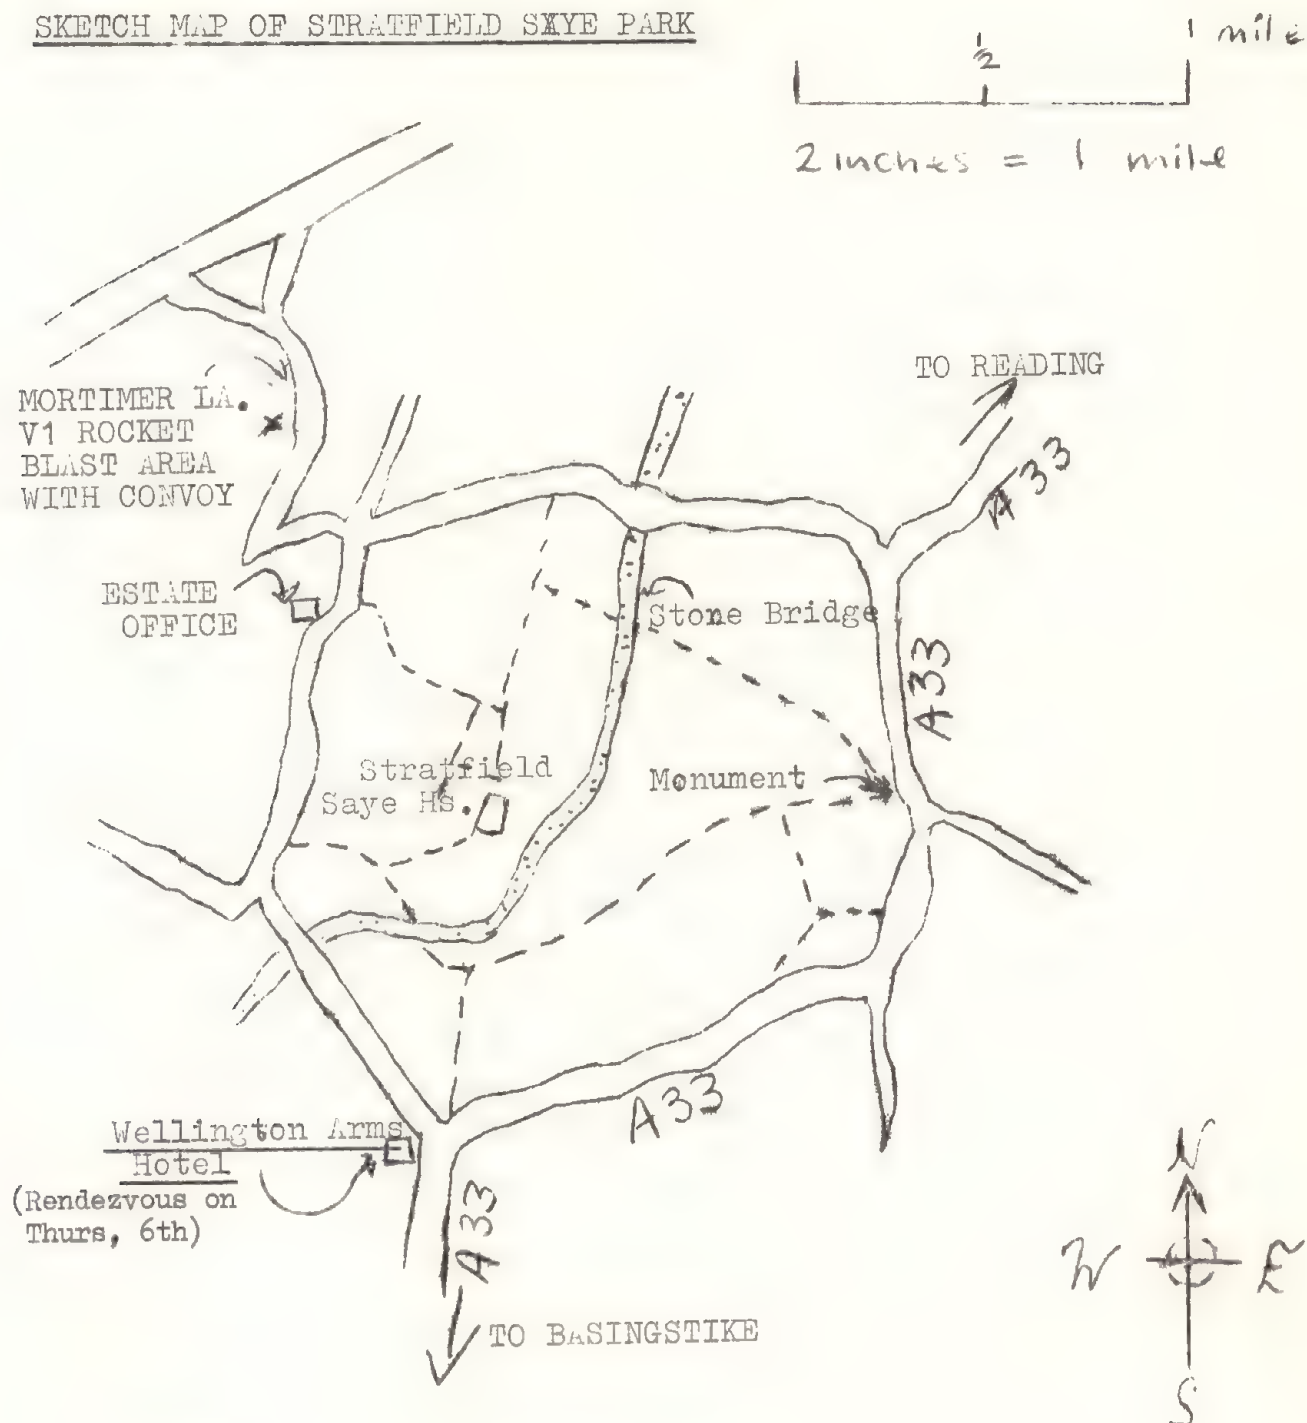 SKETCH MAP OF STRATFIELD SAYE PARK
1/2
1 mile
2 inches = 1 mile
TO READING
MORTIMER LA.
V1 ROCKET
BLAST AREA
WITH CONVOY
A33
ESTATE
OFFICE
Stone Bridge
A33
Stratfield
Saye Hs.
Monument
A33
Wellington Arms
Hotel
(Rendezvous on
Thurs, 6th)
A33
N
W
E
S
TO BASINGSTIKE